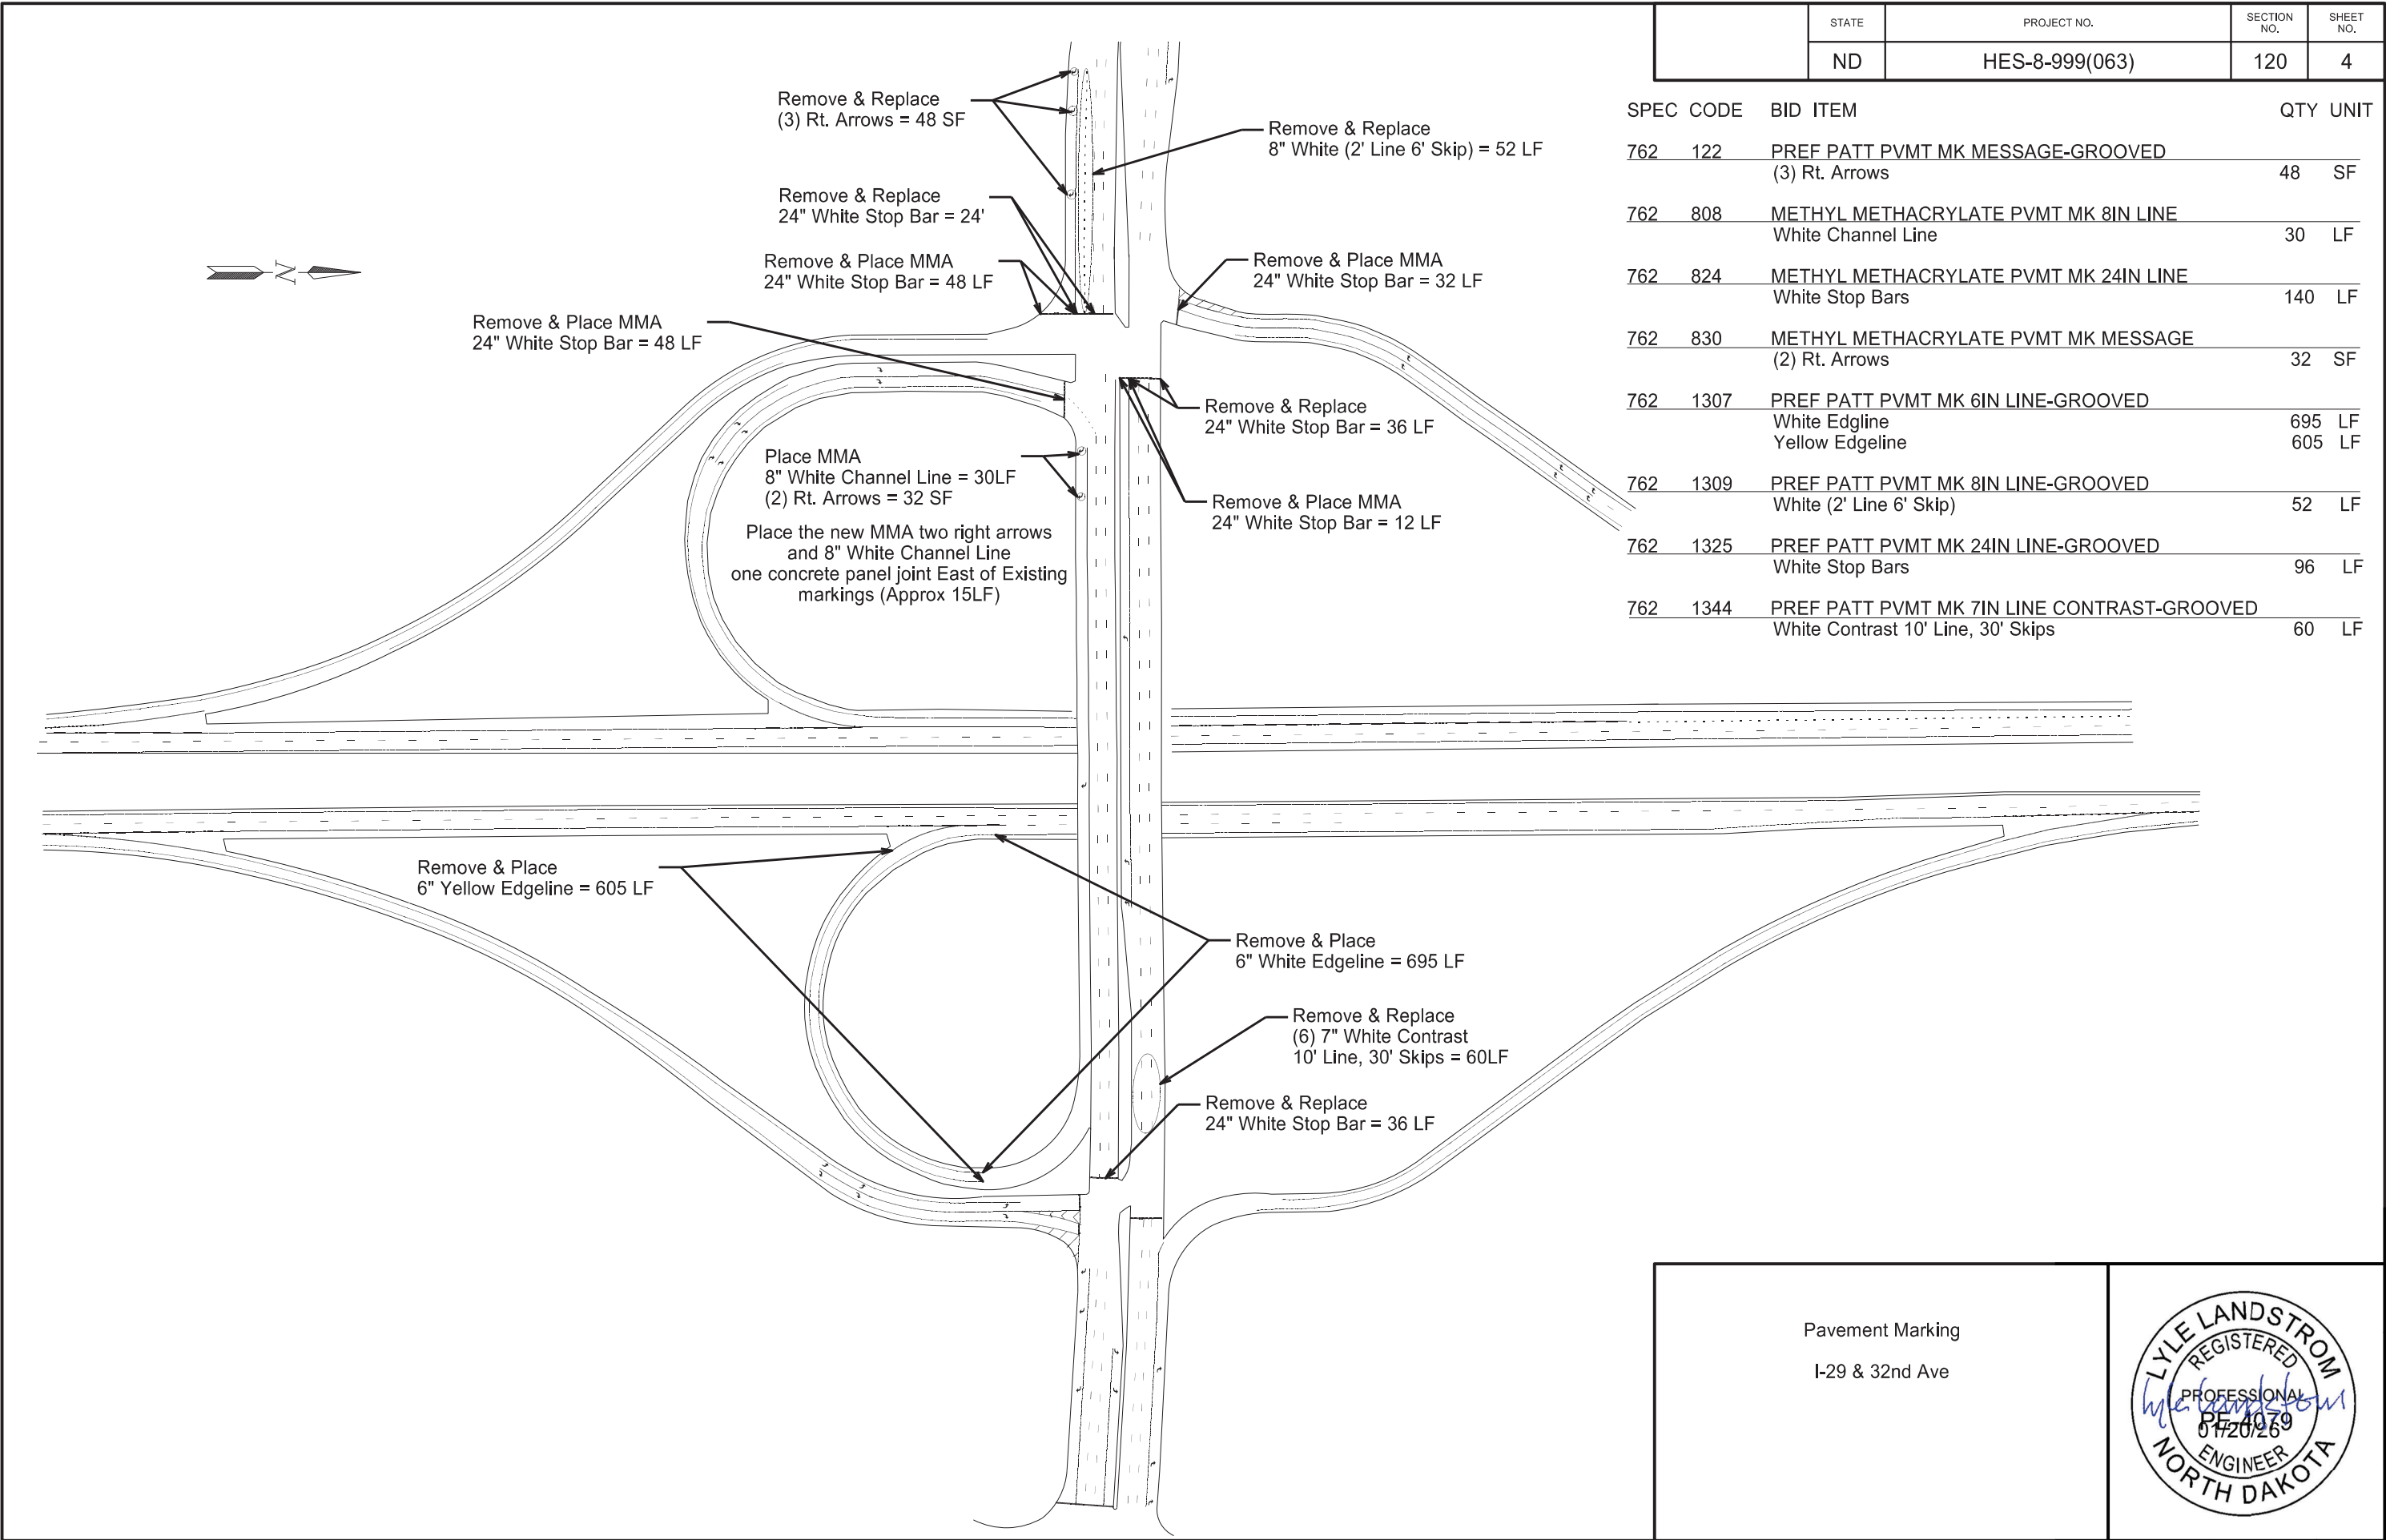 STATE PROJECT NO. SECTION NO. SHEET NO.
ND HES-8-999(063) 120 4
SPEC CODE BID ITEM QTY UNIT
762 122 PREF PATT PVMT MK MESSAGE-GROOVED
(3) Rt. Arrows 48 SF
762 808 METHYL METHACRYLATE PVMT MK 8IN LINE
White Channel Line 30 LF
762 824 METHYL METHACRYLATE PVMT MK 24IN LINE
White Stop Bars 140 LF
762 830 METHYL METHACRYLATE PVMT MK MESSAGE
(2) Rt. Arrows 32 SF
762 1307 PREF PATT PVMT MK 6IN LINE-GROOVED
White Edgline 695 LF
Yellow Edgeline 605 LF
762 1309 PREF PATT PVMT MK 8IN LINE-GROOVED
White (2' Line 6' Skip) 52 LF
762 1325 PREF PATT PVMT MK 24IN LINE-GROOVED
White Stop Bars 96 LF
762 1344 PREF PATT PVMT MK 7IN LINE CONTRAST-GROOVED
White Contrast 10' Line, 30' Skips 60 LF
Remove & Replace
(3) Rt. Arrows = 48 SF
Remove & Replace
8" White (2' Line 6' Skip) = 52 LF
Remove & Replace
24" White Stop Bar = 24'
Remove & Place MMA
24" White Stop Bar = 48 LF
Remove & Place MMA
24" White Stop Bar = 32 LF
N
Remove & Place MMA
24" White Stop Bar = 48 LF
Remove & Replace
24" White Stop Bar = 36 LF
Place MMA
8" White Channel Line = 30LF
(2) Rt. Arrows = 32 SF
Remove & Place MMA
24" White Stop Bar = 12 LF
Place the new MMA two right arrows
and 8" White Channel Line
one concrete panel joint East of Existing
markings (Approx 15LF)
Remove & Place
6" Yellow Edgeline = 605 LF
Remove & Place
6" White Edgeline = 695 LF
Remove & Replace
(6) 7" White Contrast
10' Line, 30' Skips = 60LF
Remove & Replace
24" White Stop Bar = 36 LF
Pavement Marking
I-29 & 32nd Ave
LYLE LANDSTROM
REGISTERED
PROFESSIONAL
PE-4079
01/20/26
ENGINEER
NORTH DAKOTA
Lyle Landstrom